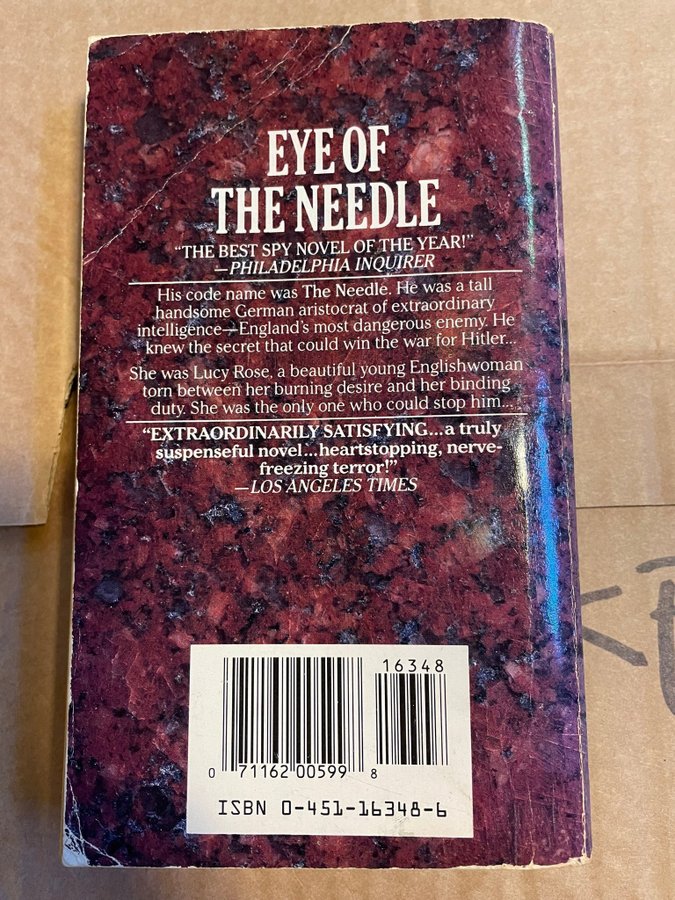 EYE OF
THE NEEDLE
“THE BEST SPY NOVEL OF THE YEAR!”
—PHILADELPHIA INQUIRER
His code name was The Needle. He was a tall
handsome German aristocrat of extraordinary
intelligence—England's most dangerous enemy. He
knew the secret that could win the war for Hitler...
She was Lucy Rose, a beautiful young Englishwoman
torn between her burning desire and her binding
duty. She was the only one who could stop him....
“EXTRAORDINARILY SATISFYING...a truly
suspenseful novel...heartstopping, nerve-
freezing terror!”
—LOS ANGELES TIMES
16348
0 71162 00599 8
ISBN 0-451-16348-6